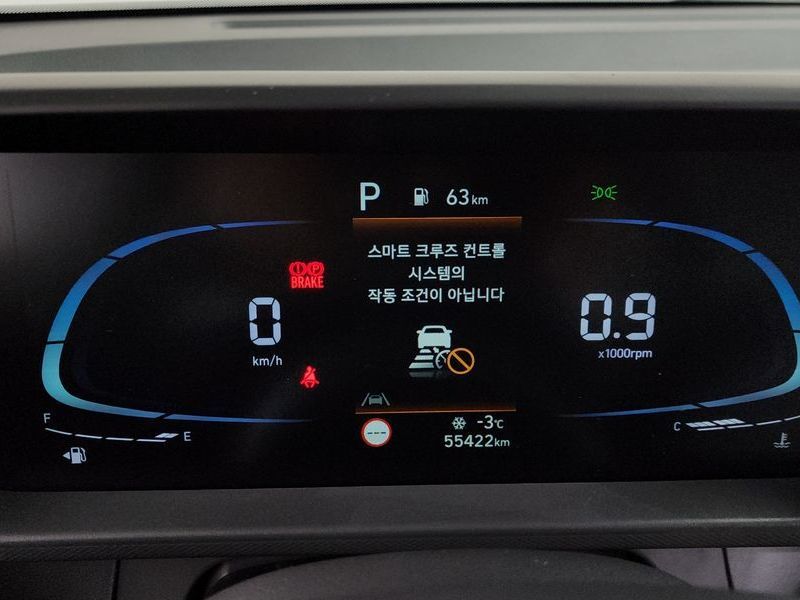 P 63km
스마트 크루즈 컨트롤
시스템의
작동 조건이 아닙니다
P
BRAKE
0
km/h
0.9
x1000rpm
F E
C
---
-3℃
55422km